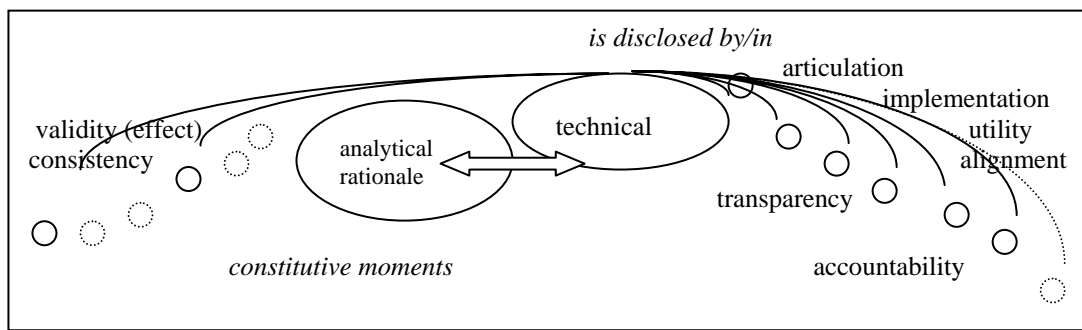 is disclosed by/in
articulation
implementation
validity (effect)
technical
utility
consistency
analytical
rationale
alignment
transparency
constitutive moments
accountability